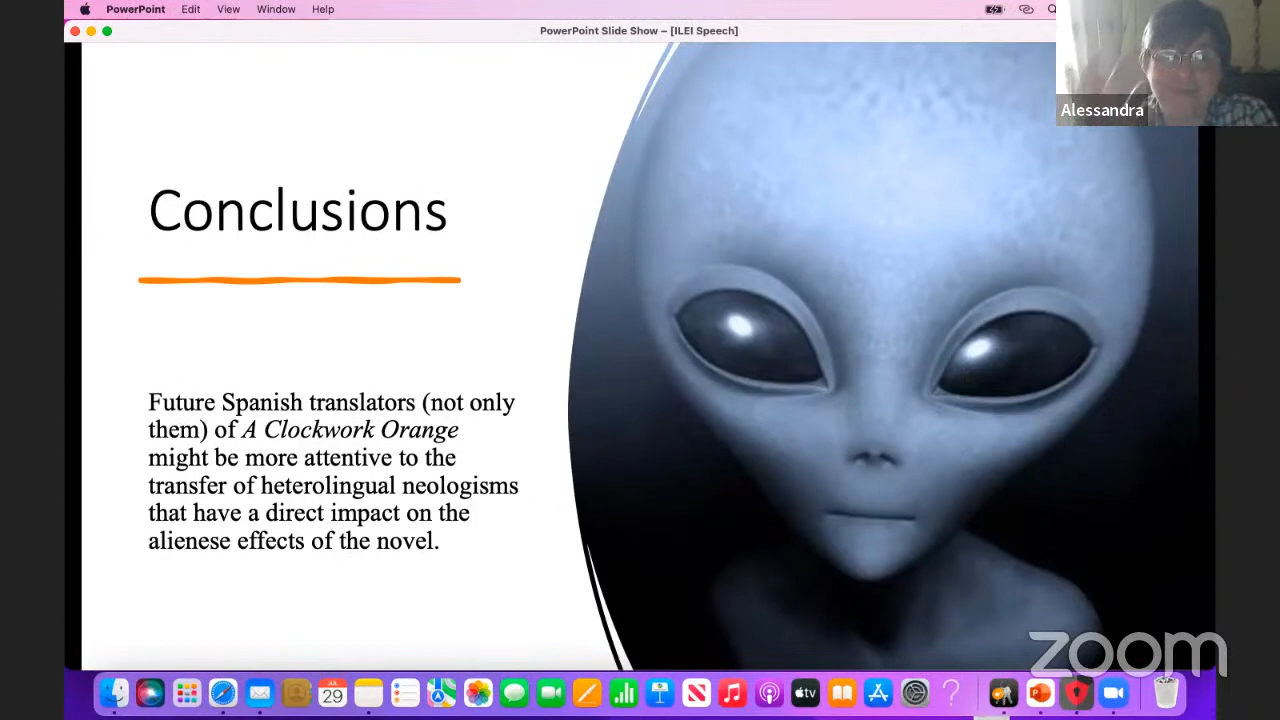 PowerPoint Edit View Window Help
PowerPoint Slide Show – [ILEI Speech]
Alessandra
Conclusions
Future Spanish translators (not only
them) of A Clockwork Orange
might be more attentive to the
transfer of heterolingual neologisms
that have a direct impact on the
alienese effects of the novel.
zoom
29
tv